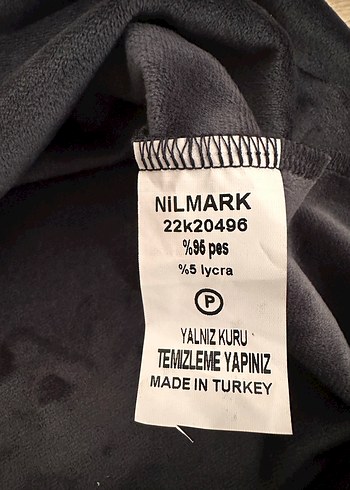 NiLMARK
22k20496
%95 pes
%5 lycra
P
YALNIZ KURU
TEMİZLEME YAPINIZ
MADE IN TURKEY